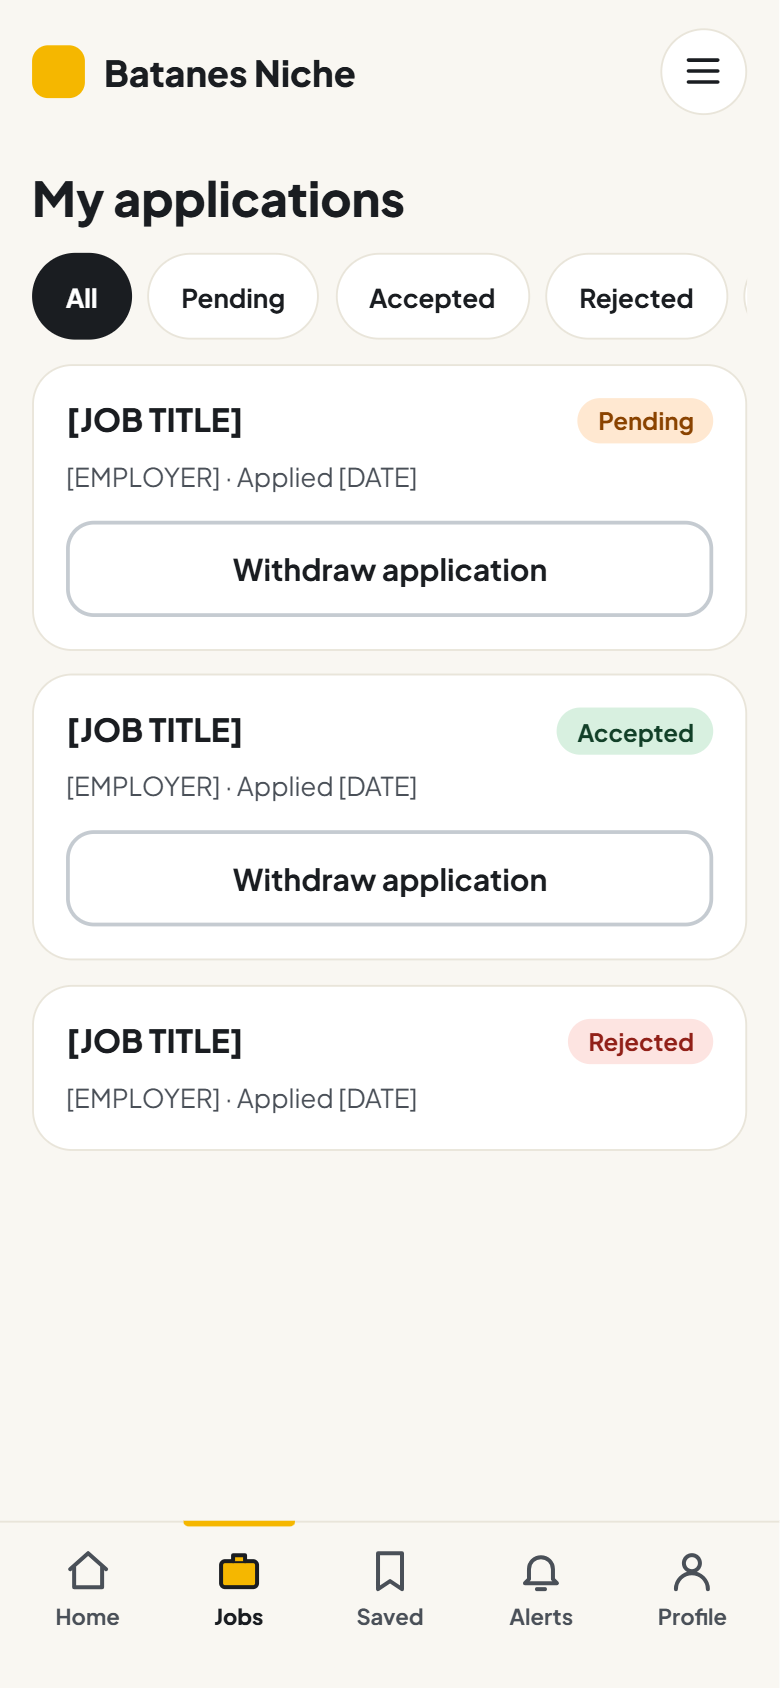 Batanes Niche
My applications
All Pending Accepted Rejected
[JOB TITLE] Pending
[EMPLOYER] · Applied [DATE]
Withdraw application
[JOB TITLE] Accepted
[EMPLOYER] · Applied [DATE]
Withdraw application
[JOB TITLE] Rejected
[EMPLOYER] · Applied [DATE]
Home Jobs Saved Alerts Profile